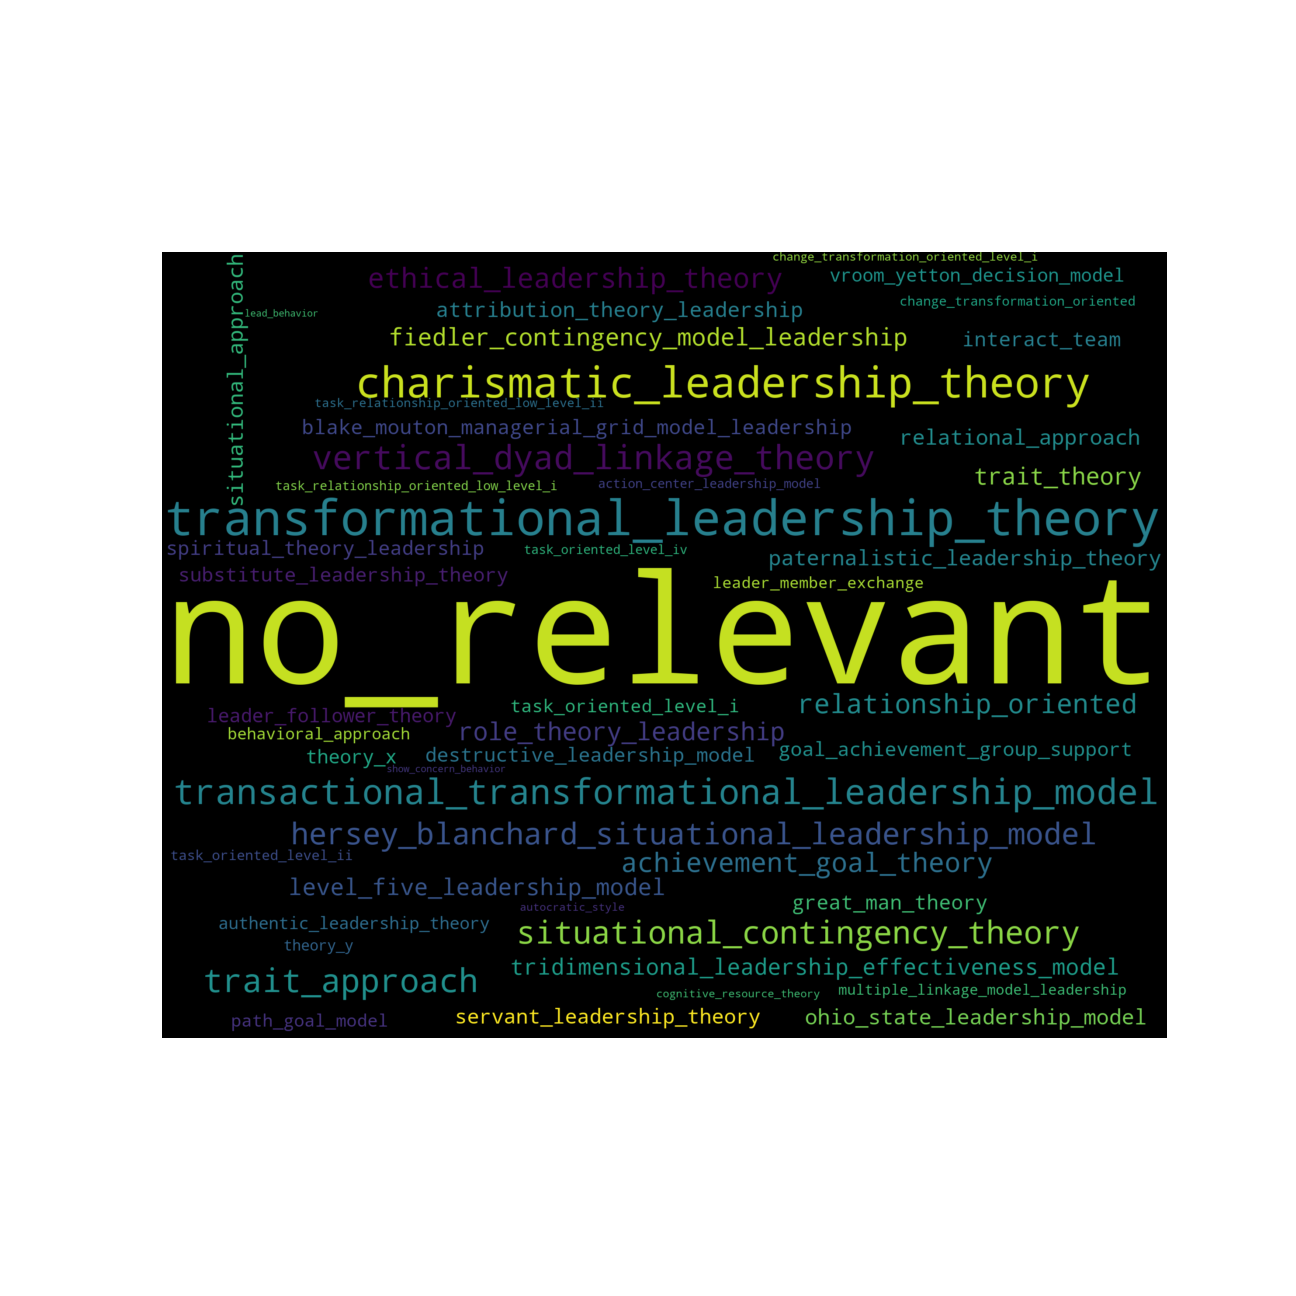 change_transformation_oriented_level_i
ethical_leadership_theory
vroom_yetton_decision_model
situational_approach
change_transformation_oriented
attribution_theory_leadership
lead_behavior
fiedler_contingency_model_leadership
interact_team
charismatic_leadership_theory
task_relationship_oriented_low_level_ii
blake_mouton_managerial_grid_model_leadership
relational_approach
vertical_dyad_linkage_theory
trait_theory
task_relationship_oriented_low_level_i
action_center_leadership_model
transformational_leadership_theory
spiritual_theory_leadership
task_oriented_level_iv
paternalistic_leadership_theory
substitute_leadership_theory
leader_member_exchange
no_relevant
task_oriented_level_i
relationship_oriented
leader_follower_theory
behavioral_approach
role_theory_leadership
theory_x
destructive_leadership_model
goal_achievement_group_support
show_concern_behavior
transactional_transformational_leadership_model
hersey_blanchard_situational_leadership_model
task_oriented_level_ii
achievement_goal_theory
level_five_leadership_model
autocratic_style
great_man_theory
authentic_leadership_theory
situational_contingency_theory
theory_y
trait_approach
tridimensional_leadership_effectiveness_model
cognitive_resource_theory
multiple_linkage_model_leadership
path_goal_model
servant_leadership_theory
ohio_state_leadership_model